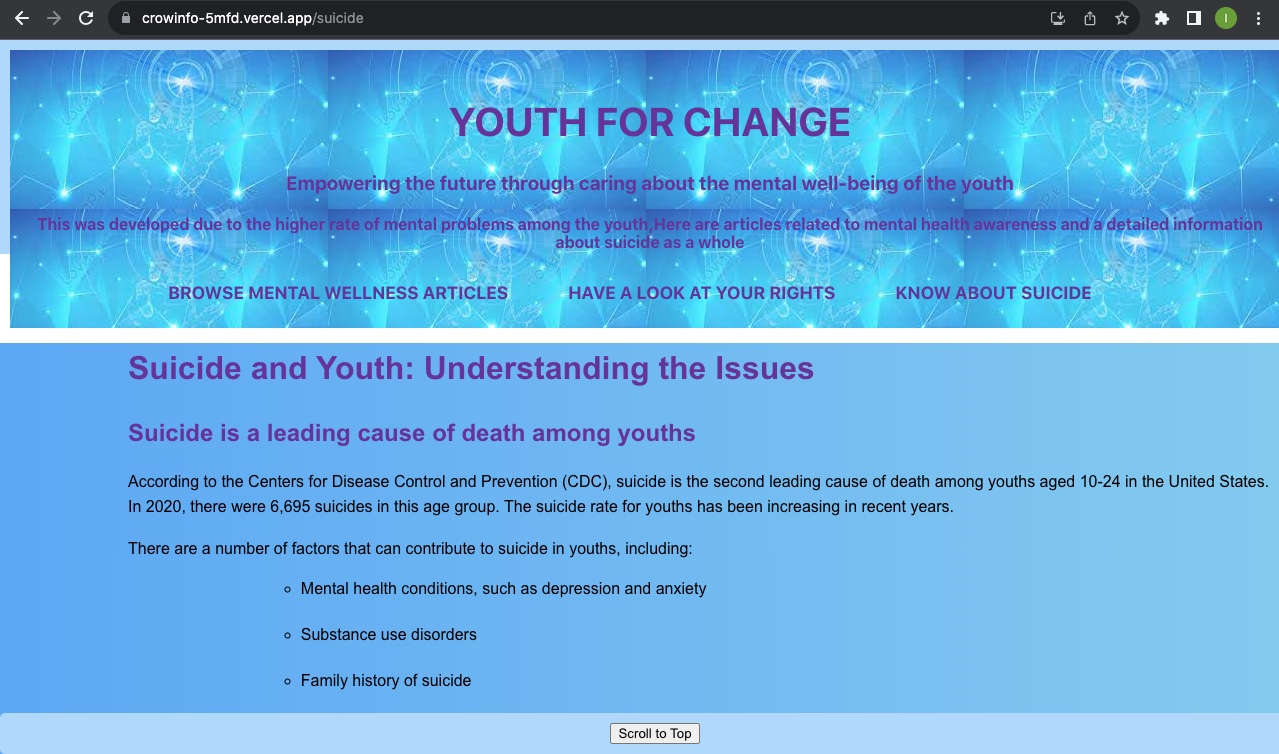 crowinfo-5mfd.vercel.app/suicide
I
YOUTH FOR CHANGE
Empowering the future through caring about the mental well-being of the youth
This was developed due to the higher rate of mental problems among the youth,Here are articles related to mental health awareness and a detailed information
about suicide as a whole
BROWSE MENTAL WELLNESS ARTICLES HAVE A LOOK AT YOUR RIGHTS KNOW ABOUT SUICIDE
Suicide and Youth: Understanding the Issues
Suicide is a leading cause of death among youths
According to the Centers for Disease Control and Prevention (CDC), suicide is the second leading cause of death among youths aged 10-24 in the United States.
In 2020, there were 6,695 suicides in this age group. The suicide rate for youths has been increasing in recent years.
There are a number of factors that can contribute to suicide in youths, including:
Mental health conditions, such as depression and anxiety
Substance use disorders
Family history of suicide
Scroll to Top